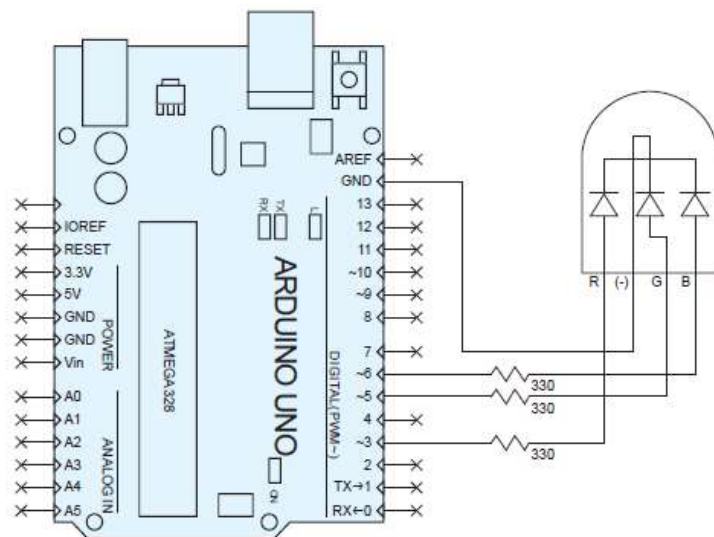 AREF
GND
13
12
11
~10
~9
8
7
~6
~5
4
~3
2
TX→1
RX←0
IOREF
RESET
3.3V
5V
GND
GND
Vin
A0
A1
A2
A3
A4
A5
POWER
ANALOG IN
ATMEGA328
RX
TX
L
ARDUINO UNO
DIGITAL(PWM~)
ON
R
(-)
G
B
330
330
330